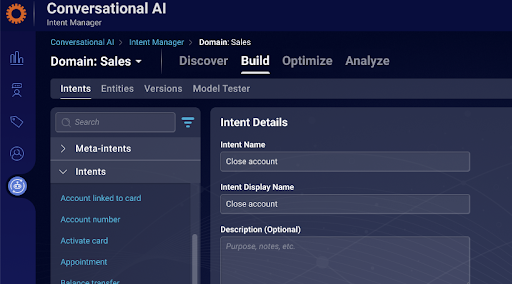 Conversational AI
Intent Manager
Conversational AI > Intent Manager > Domain: Sales
Domain: Sales Discover Build Optimize Analyze
Intents Entities Versions Model Tester
Search
Meta-intents
Intents
Account linked to card
Account number
Activate card
Appointment
Balance transfer
Intent Details
Intent Name
Close account
Intent Display Name
Close account
Description (Optional)
Purpose, notes, etc.